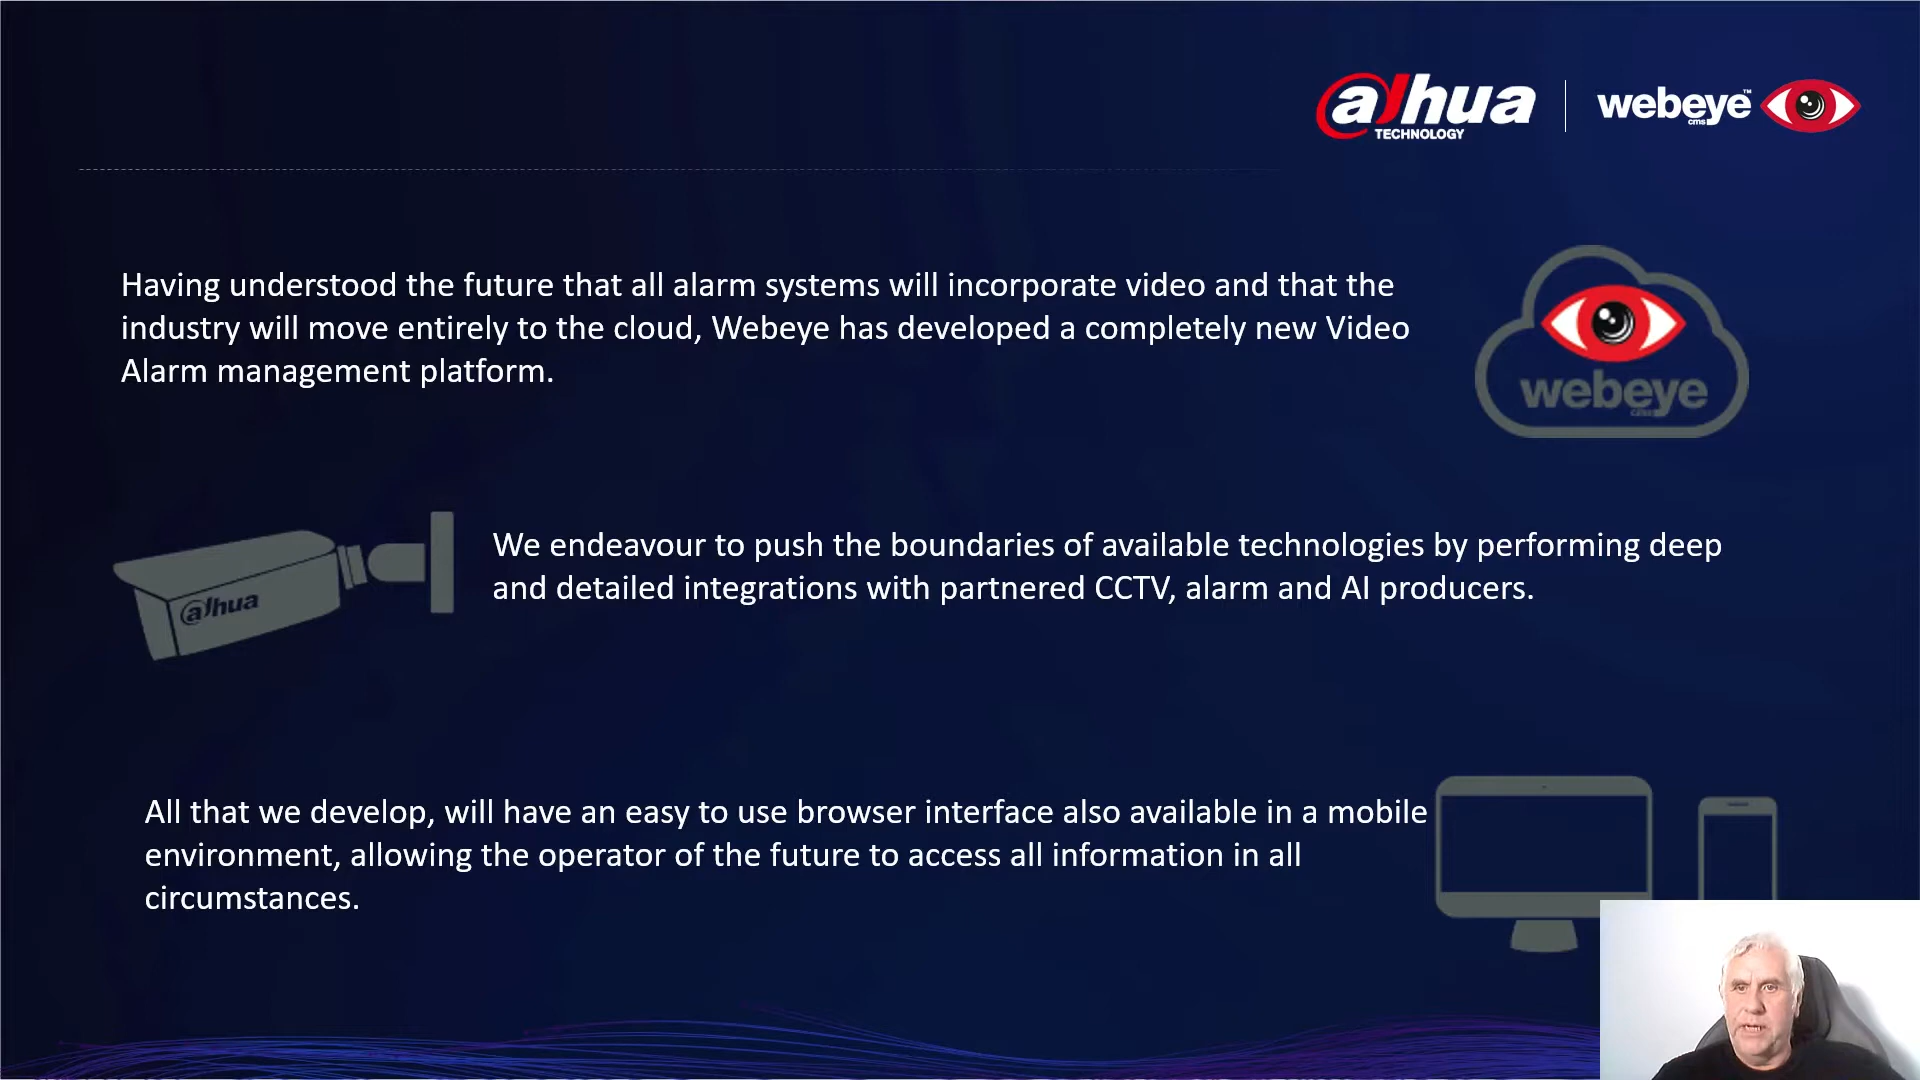 alhua
TECHNOLOGY
webeye™
cms
Having understood the future that all alarm systems will incorporate video and that the
industry will move entirely to the cloud, Webeye has developed a completely new Video
Alarm management platform.
webeye
cms
alhua
We endeavour to push the boundaries of available technologies by performing deep
and detailed integrations with partnered CCTV, alarm and AI producers.
All that we develop, will have an easy to use browser interface also available in a mobile
environment, allowing the operator of the future to access all information in all
circumstances.